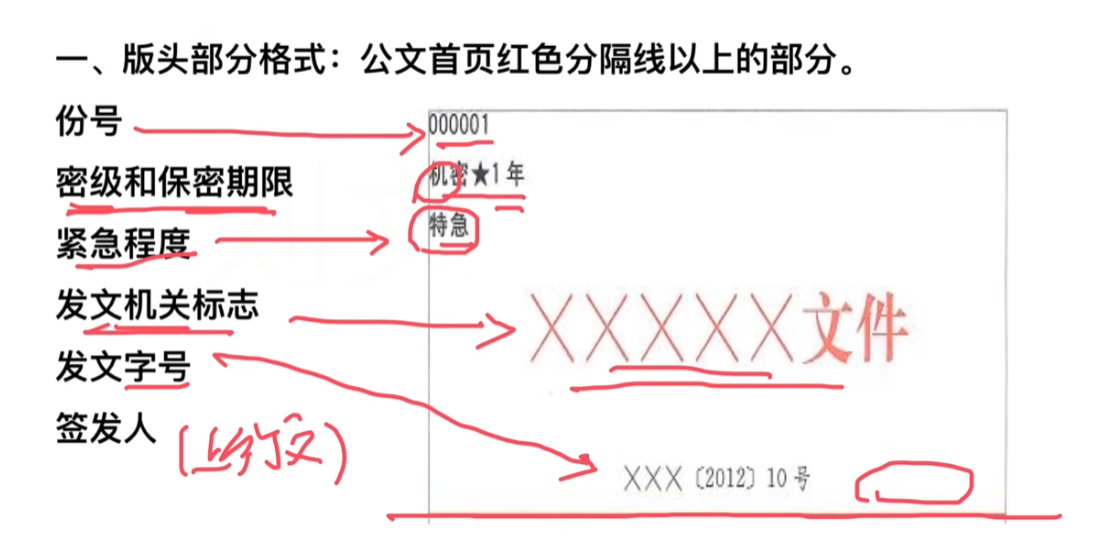 一、版头部分格式：公文首页红色分隔线以上的部分。
份号
000001
密级和保密期限
机密★1年
紧急程度
特急
发文机关标志
XXXXX文件
发文字号
签发人
(上行文)
XXX〔2012〕10号